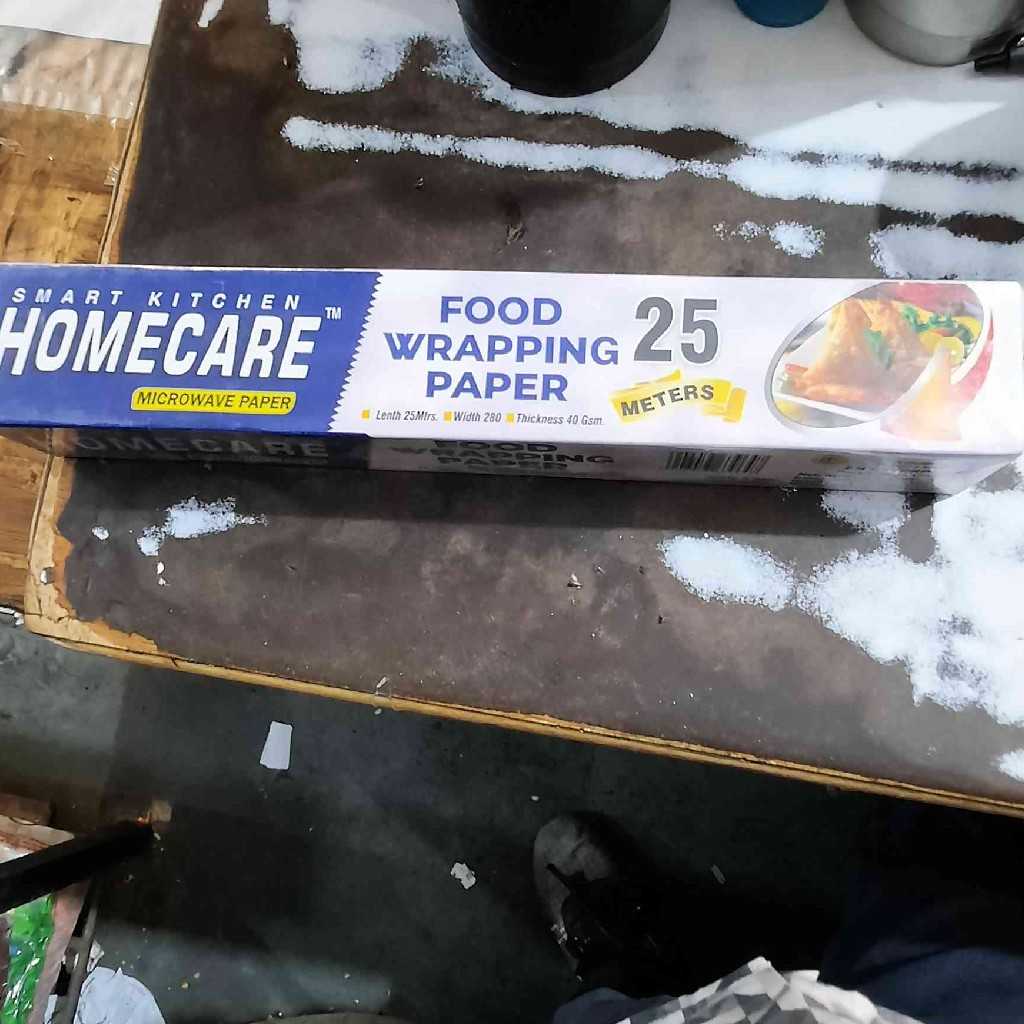 SMART KITCHEN
HOMECARE™
MICROWAVE PAPER
FOOD
WRAPPING
PAPER
Lenth 25Mtrs. Width 280 Thickness 40 Gsm.
25
METERS
HOMECARE
FOOD
WRAPPING
PAPER